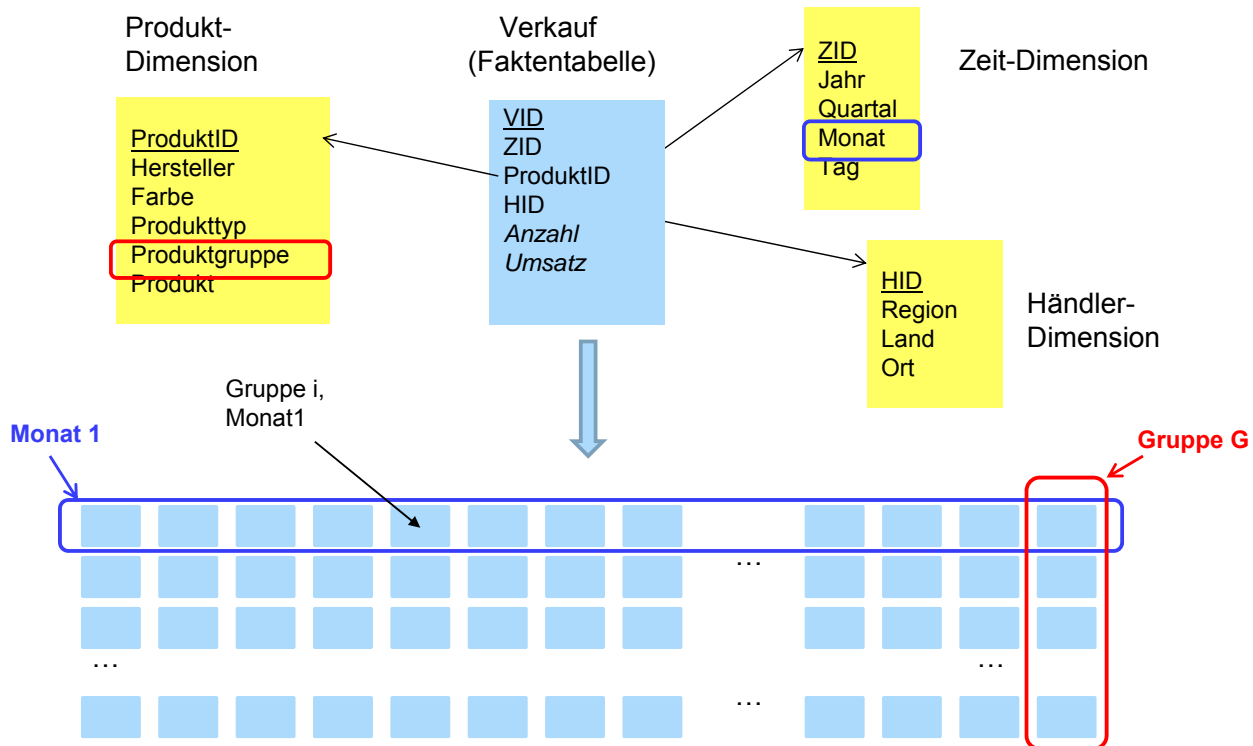 Produkt-
Dimension
Verkauf
(Faktentabelle)
Zeit-Dimension
ProduktID
Hersteller
Farbe
Produkttyp
Produktgruppe
Produkt
VID
ZID
ProduktID
HID
Anzahl
Umsatz
ZID
Jahr
Quartal
Monat
Tag
HID
Region
Land
Ort
Händler-
Dimension
Gruppe i,
Monat1
Monat 1
Gruppe G
...
...
...
...